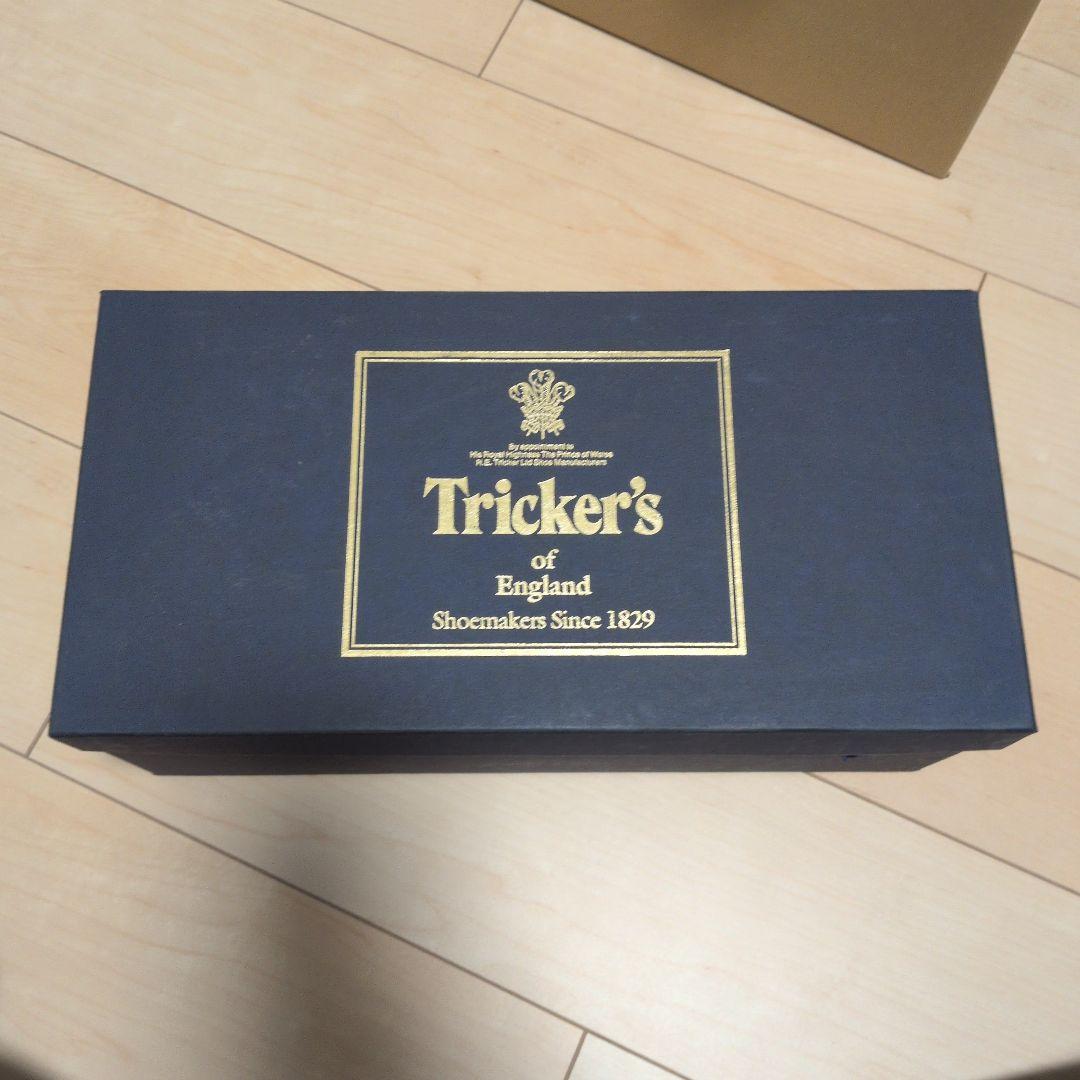 By appointment to
His Royal Highness The Prince of Wales
R.E. Tricker Ltd Shoe Manufacturers
Tricker's
of
England
Shoemakers Since 1829